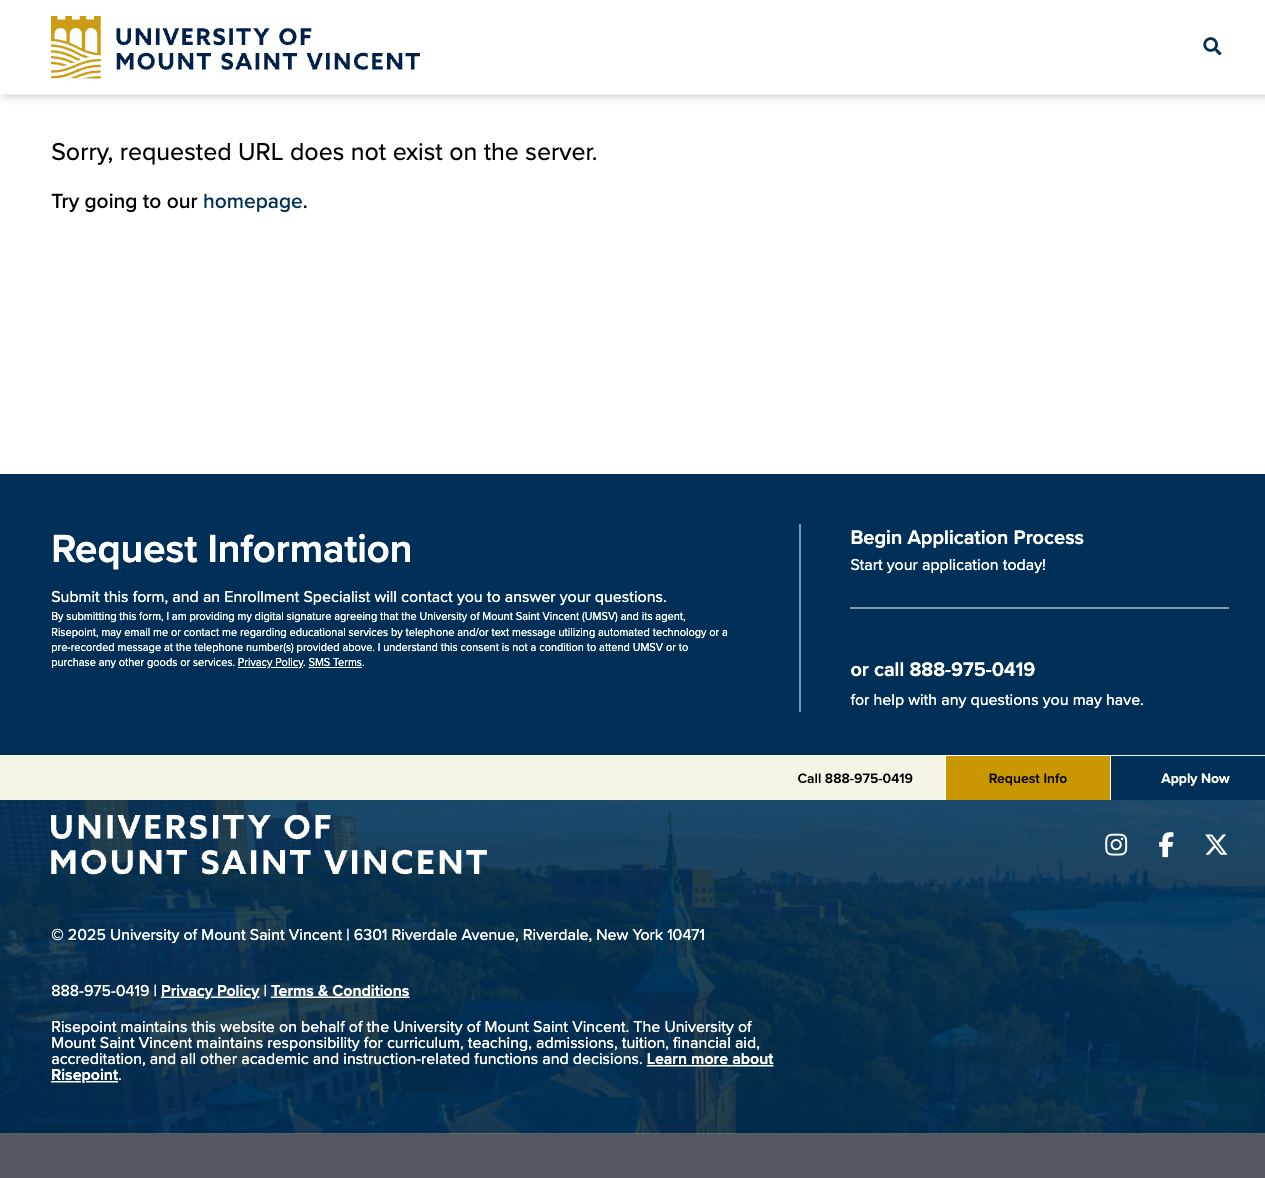 UNIVERSITY OF
MOUNT SAINT VINCENT
Sorry, requested URL does not exist on the server.
Try going to our homepage.
Request Information
Submit this form, and an Enrollment Specialist will contact you to answer your questions.
By submitting this form, I am providing my digital signature agreeing that the University of Mount Saint Vincent (UMSV) and its agent,
Risepoint, may email me or contact me regarding educational services by telephone and/or text message utilizing automated technology or a
pre-recorded message at the telephone number(s) provided above. I understand this consent is not a condition to attend UMSV or to
purchase any other goods or services. Privacy Policy. SMS Terms.
Begin Application Process
Start your application today!
or call 888-975-0419
for help with any questions you may have.
Call 888-975-0419
Request Info
Apply Now
UNIVERSITY OF
MOUNT SAINT VINCENT
© 2025 University of Mount Saint Vincent | 6301 Riverdale Avenue, Riverdale, New York 10471
888-975-0419 | Privacy Policy | Terms & Conditions
Risepoint maintains this website on behalf of the University of Mount Saint Vincent. The University of
Mount Saint Vincent maintains responsibility for curriculum, teaching, admissions, tuition, financial aid,
accreditation, and all other academic and instruction-related functions and decisions. Learn more about
Risepoint.